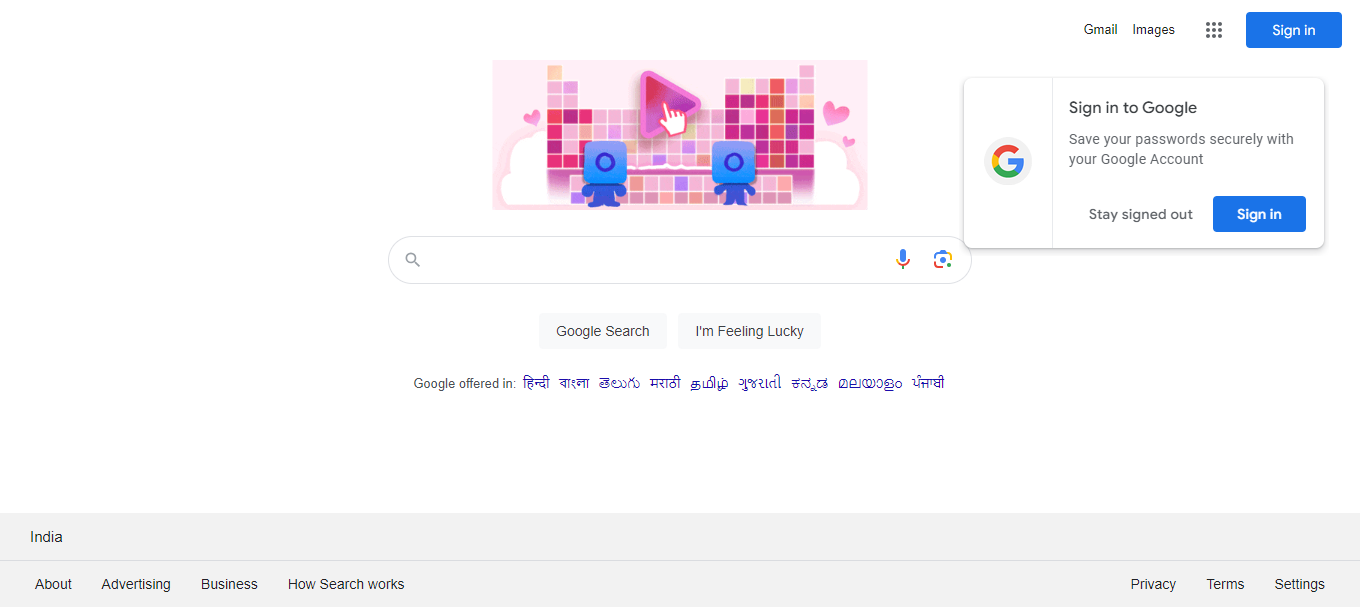 Gmail Images Sign in
Sign in to Google
Save your passwords securely with
your Google Account
Stay signed out Sign in
Google Search I'm Feeling Lucky
Google offered in: हिन्दी বাংলা తెలుగు मराठी தமிழ் ગુજરાતી ಕನ್ನಡ മലയാളം ਪੰਜਾਬੀ
India
About Advertising Business How Search works Privacy Terms Settings